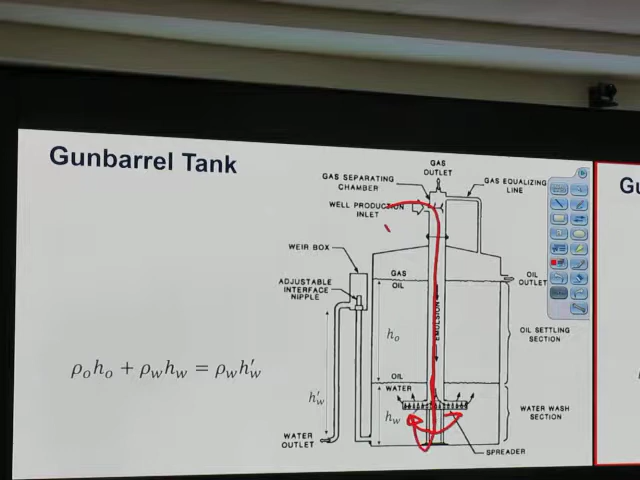 Gunbarrel Tank
GAS
OUTLET
GAS SEPARATING
CHAMBER
GAS EQUALIZING
LINE
WELL PRODUCTION
INLET
WEIR BOX
ADJUSTABLE
INTERFACE
NIPPLE
GAS
OIL
OIL
OUTLET
EMULSION
h_o
OIL SETTLING
SECTION
ρ_o h_o + ρ_w h_w = ρ_w h'_w
OIL
WATER
h'_w
h_w
WATER WASH
SECTION
WATER
OUTLET
SPREADER